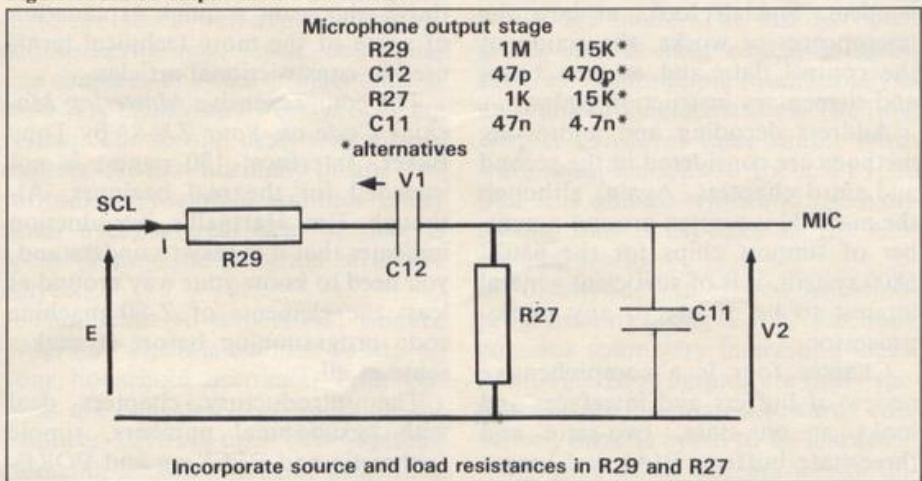 Microphone output stage
R29 1M 15K*
C12 47p 470p*
R27 1K 15K*
C11 47n 4.7n*
*alternatives
V1
SCL
MIC
I
R29
C12
R27
C11
E
V2
Incorporate source and load resistances in R29 and R27